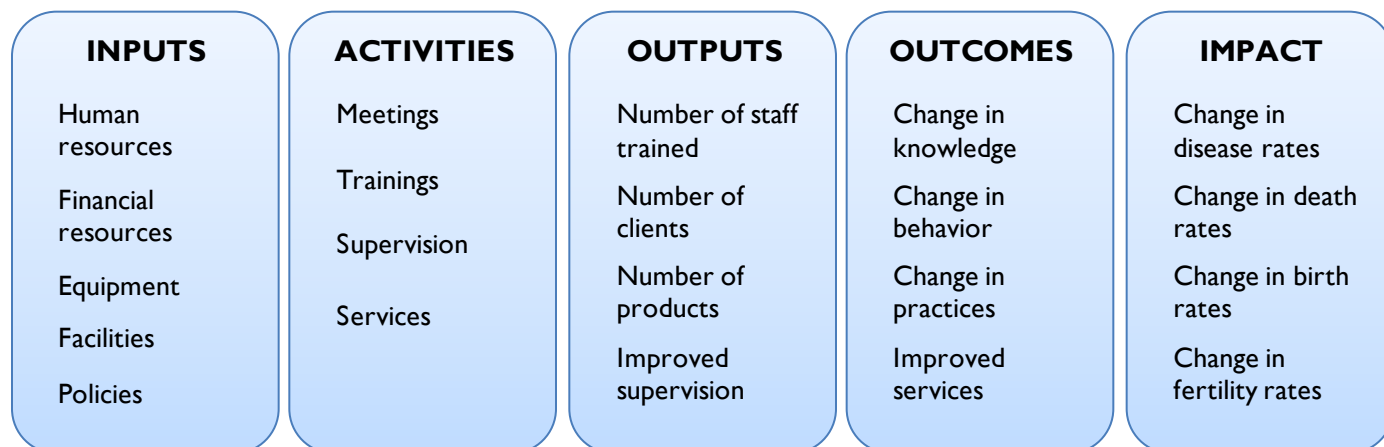 INPUTS
Human
resources
Financial
resources
Equipment
Facilities
Policies
ACTIVITIES
Meetings
Trainings
Supervision
Services
OUTPUTS
Number of staff
trained
Number of
clients
Number of
products
Improved
supervision
OUTCOMES
Change in
knowledge
Change in
behavior
Change in
practices
Improved
services
IMPACT
Change in
disease rates
Change in death
rates
Change in birth
rates
Change in
fertility rates